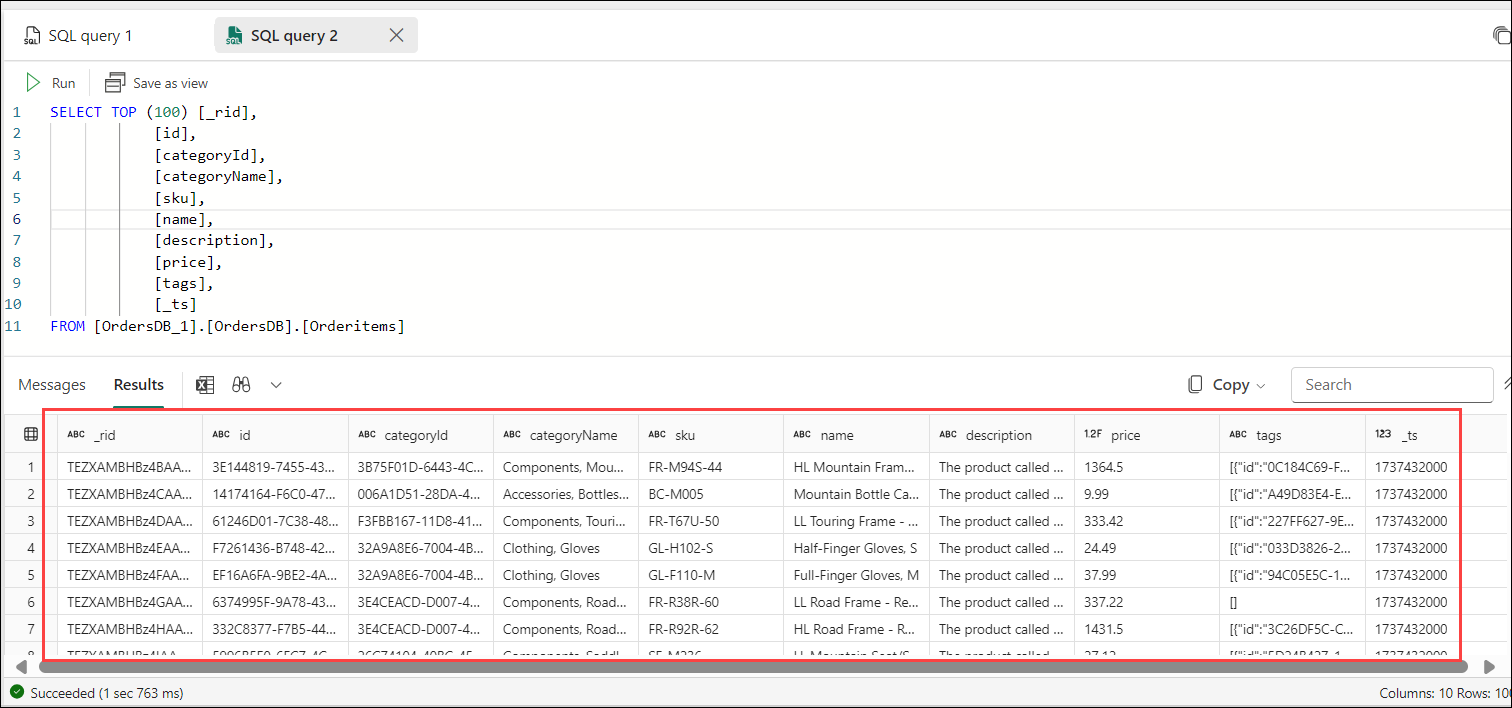 SQL query 1 SQL query 2
Run Save as view
1 SELECT TOP (100) [_rid],
2 [id],
3 [categoryId],
4 [categoryName],
5 [sku],
6 [name],
7 [description],
8 [price],
9 [tags],
10 [_ts]
11 FROM [OrdersDB_1].[OrdersDB].[Orderitems]
Messages Results Copy Search
ABC _rid ABC id ABC categoryId ABC categoryName ABC sku ABC name ABC description 1.2F price ABC tags 123 _ts
1 TEZXAMBHBz4BAA... 3E144819-7455-43... 3B75F01D-6443-4C... Components, Mou... FR-M94S-44 HL Mountain Fram... The product called ... 1364.5 [{"id":"0C184C69-F... 1737432000
2 TEZXAMBHBz4CAA... 14174164-F6C0-47... 006A1D51-28DA-4... Accessories, Bottles... BC-M005 Mountain Bottle Ca... The product called ... 9.99 [{"id":"A49D83E4-E... 1737432000
3 TEZXAMBHBz4DAA... 61246D01-7C38-48... F3FBB167-11D8-41... Components, Touri... FR-T67U-50 LL Touring Frame - ... The product called ... 333.42 [{"id":"227FF627-9E... 1737432000
4 TEZXAMBHBz4EAA... F7261436-B748-42... 32A9A8E6-7004-4B... Clothing, Gloves GL-H102-S Half-Finger Gloves, S The product called ... 24.49 [{"id":"033D3826-2... 1737432000
5 TEZXAMBHBz4FAA... EF16A6FA-9BE2-4A... 32A9A8E6-7004-4B... Clothing, Gloves GL-F110-M Full-Finger Gloves, M The product called ... 37.99 [{"id":"94C05E5C-1... 1737432000
6 TEZXAMBHBz4GAA... 6374995F-9A78-43... 3E4CEACD-D007-4... Components, Road... FR-R38R-60 LL Road Frame - Re... The product called ... 337.22 [] 1737432000
7 TEZXAMBHBz4HAA... 332C8377-F7B5-44... 3E4CEACD-D007-4... Components, Road... FR-R92R-62 HL Road Frame - R... The product called ... 1431.5 [{"id":"3C26DF5C-C... 1737432000
Succeeded (1 sec 763 ms) Columns: 10 Rows: